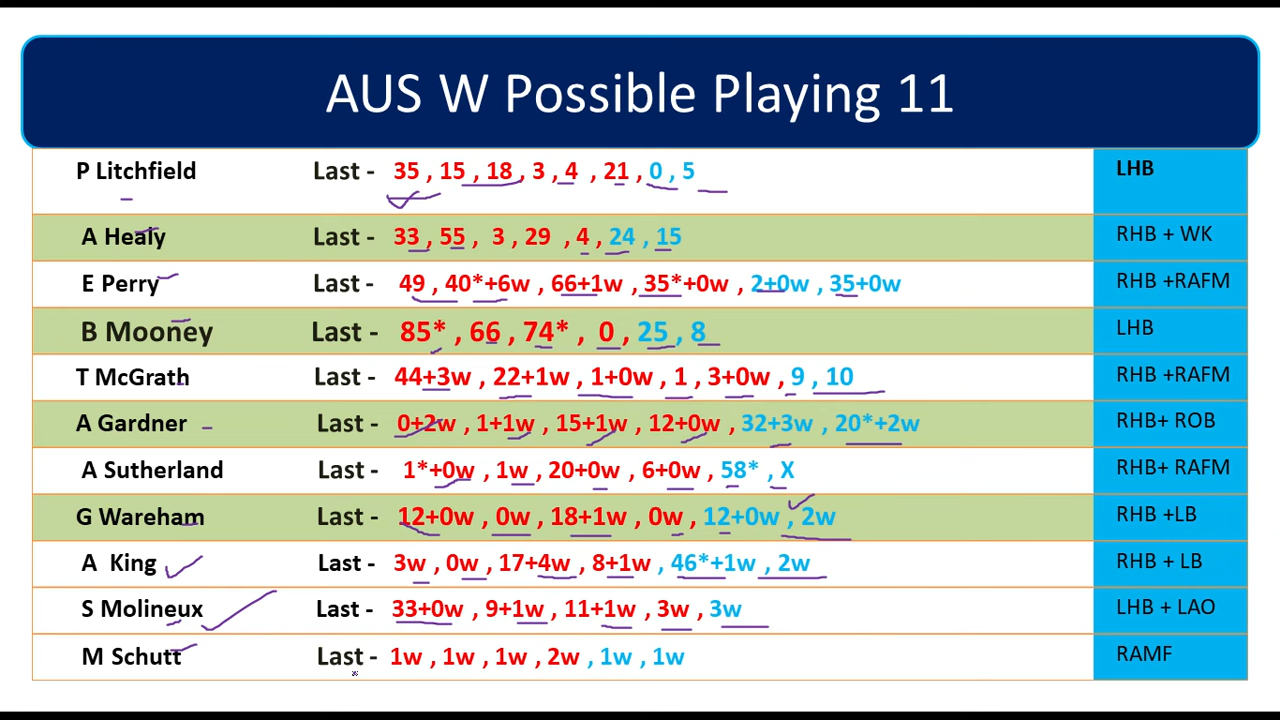 AUS W Possible Playing 11
P Litchfield Last - 35 , 15 , 18 , 3 , 4 , 21 , 0 , 5 LHB
A Healy Last - 33 , 55 , 3 , 29 , 4 , 24 , 15 RHB + WK
E Perry Last - 49 , 40*+6w , 66+1w , 35*+0w , 2+0w , 35+0w RHB +RAFM
B Mooney Last - 85* , 66 , 74* , 0 , 25 , 8 LHB
T McGrath Last - 44+3w , 22+1w , 1+0w , 1 , 3+0w , 9 , 10 RHB +RAFM
A Gardner Last - 0+2w , 1+1w , 15+1w , 12+0w , 32+3w , 20*+2w RHB+ ROB
A Sutherland Last - 1*+0w , 1w , 20+0w , 6+0w , 58* , X RHB+ RAFM
G Wareham Last - 12+0w , 0w , 18+1w , 0w , 12+0w , 2w RHB +LB
A King Last - 3w , 0w , 17+4w , 8+1w , 46*+1w , 2w RHB + LB
S Molineux Last - 33+0w , 9+1w , 11+1w , 3w , 3w LHB + LAO
M Schutt Last - 1w , 1w , 1w , 2w , 1w , 1w RAMF